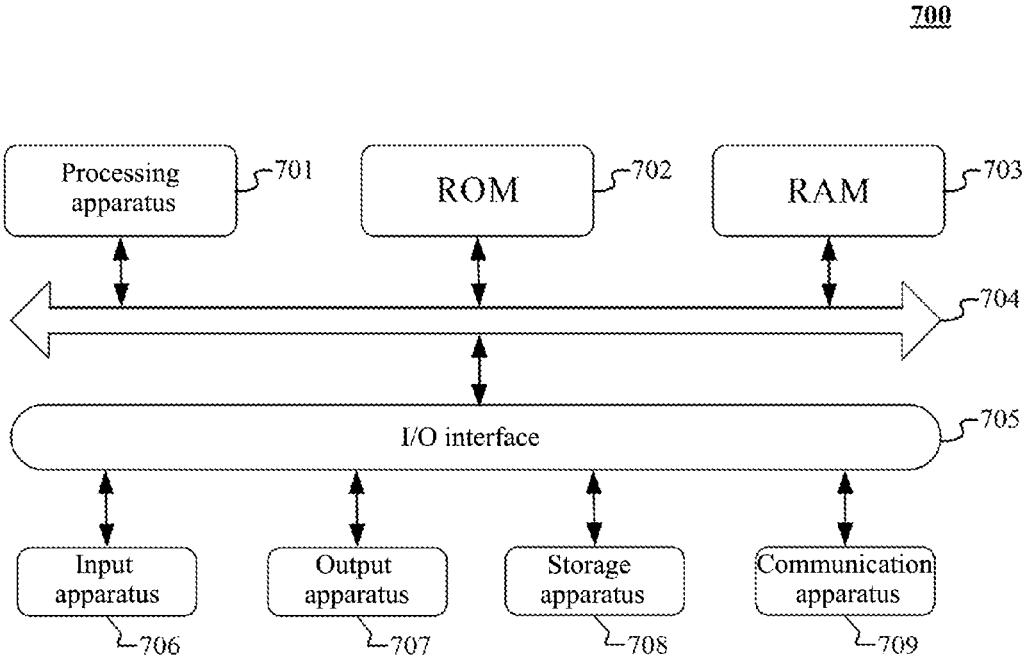 700
Processing
apparatus
701
ROM
702
RAM
703
704
I/O interface
705
Input
apparatus
706
Output
apparatus
707
Storage
apparatus
708
Communication
apparatus
709